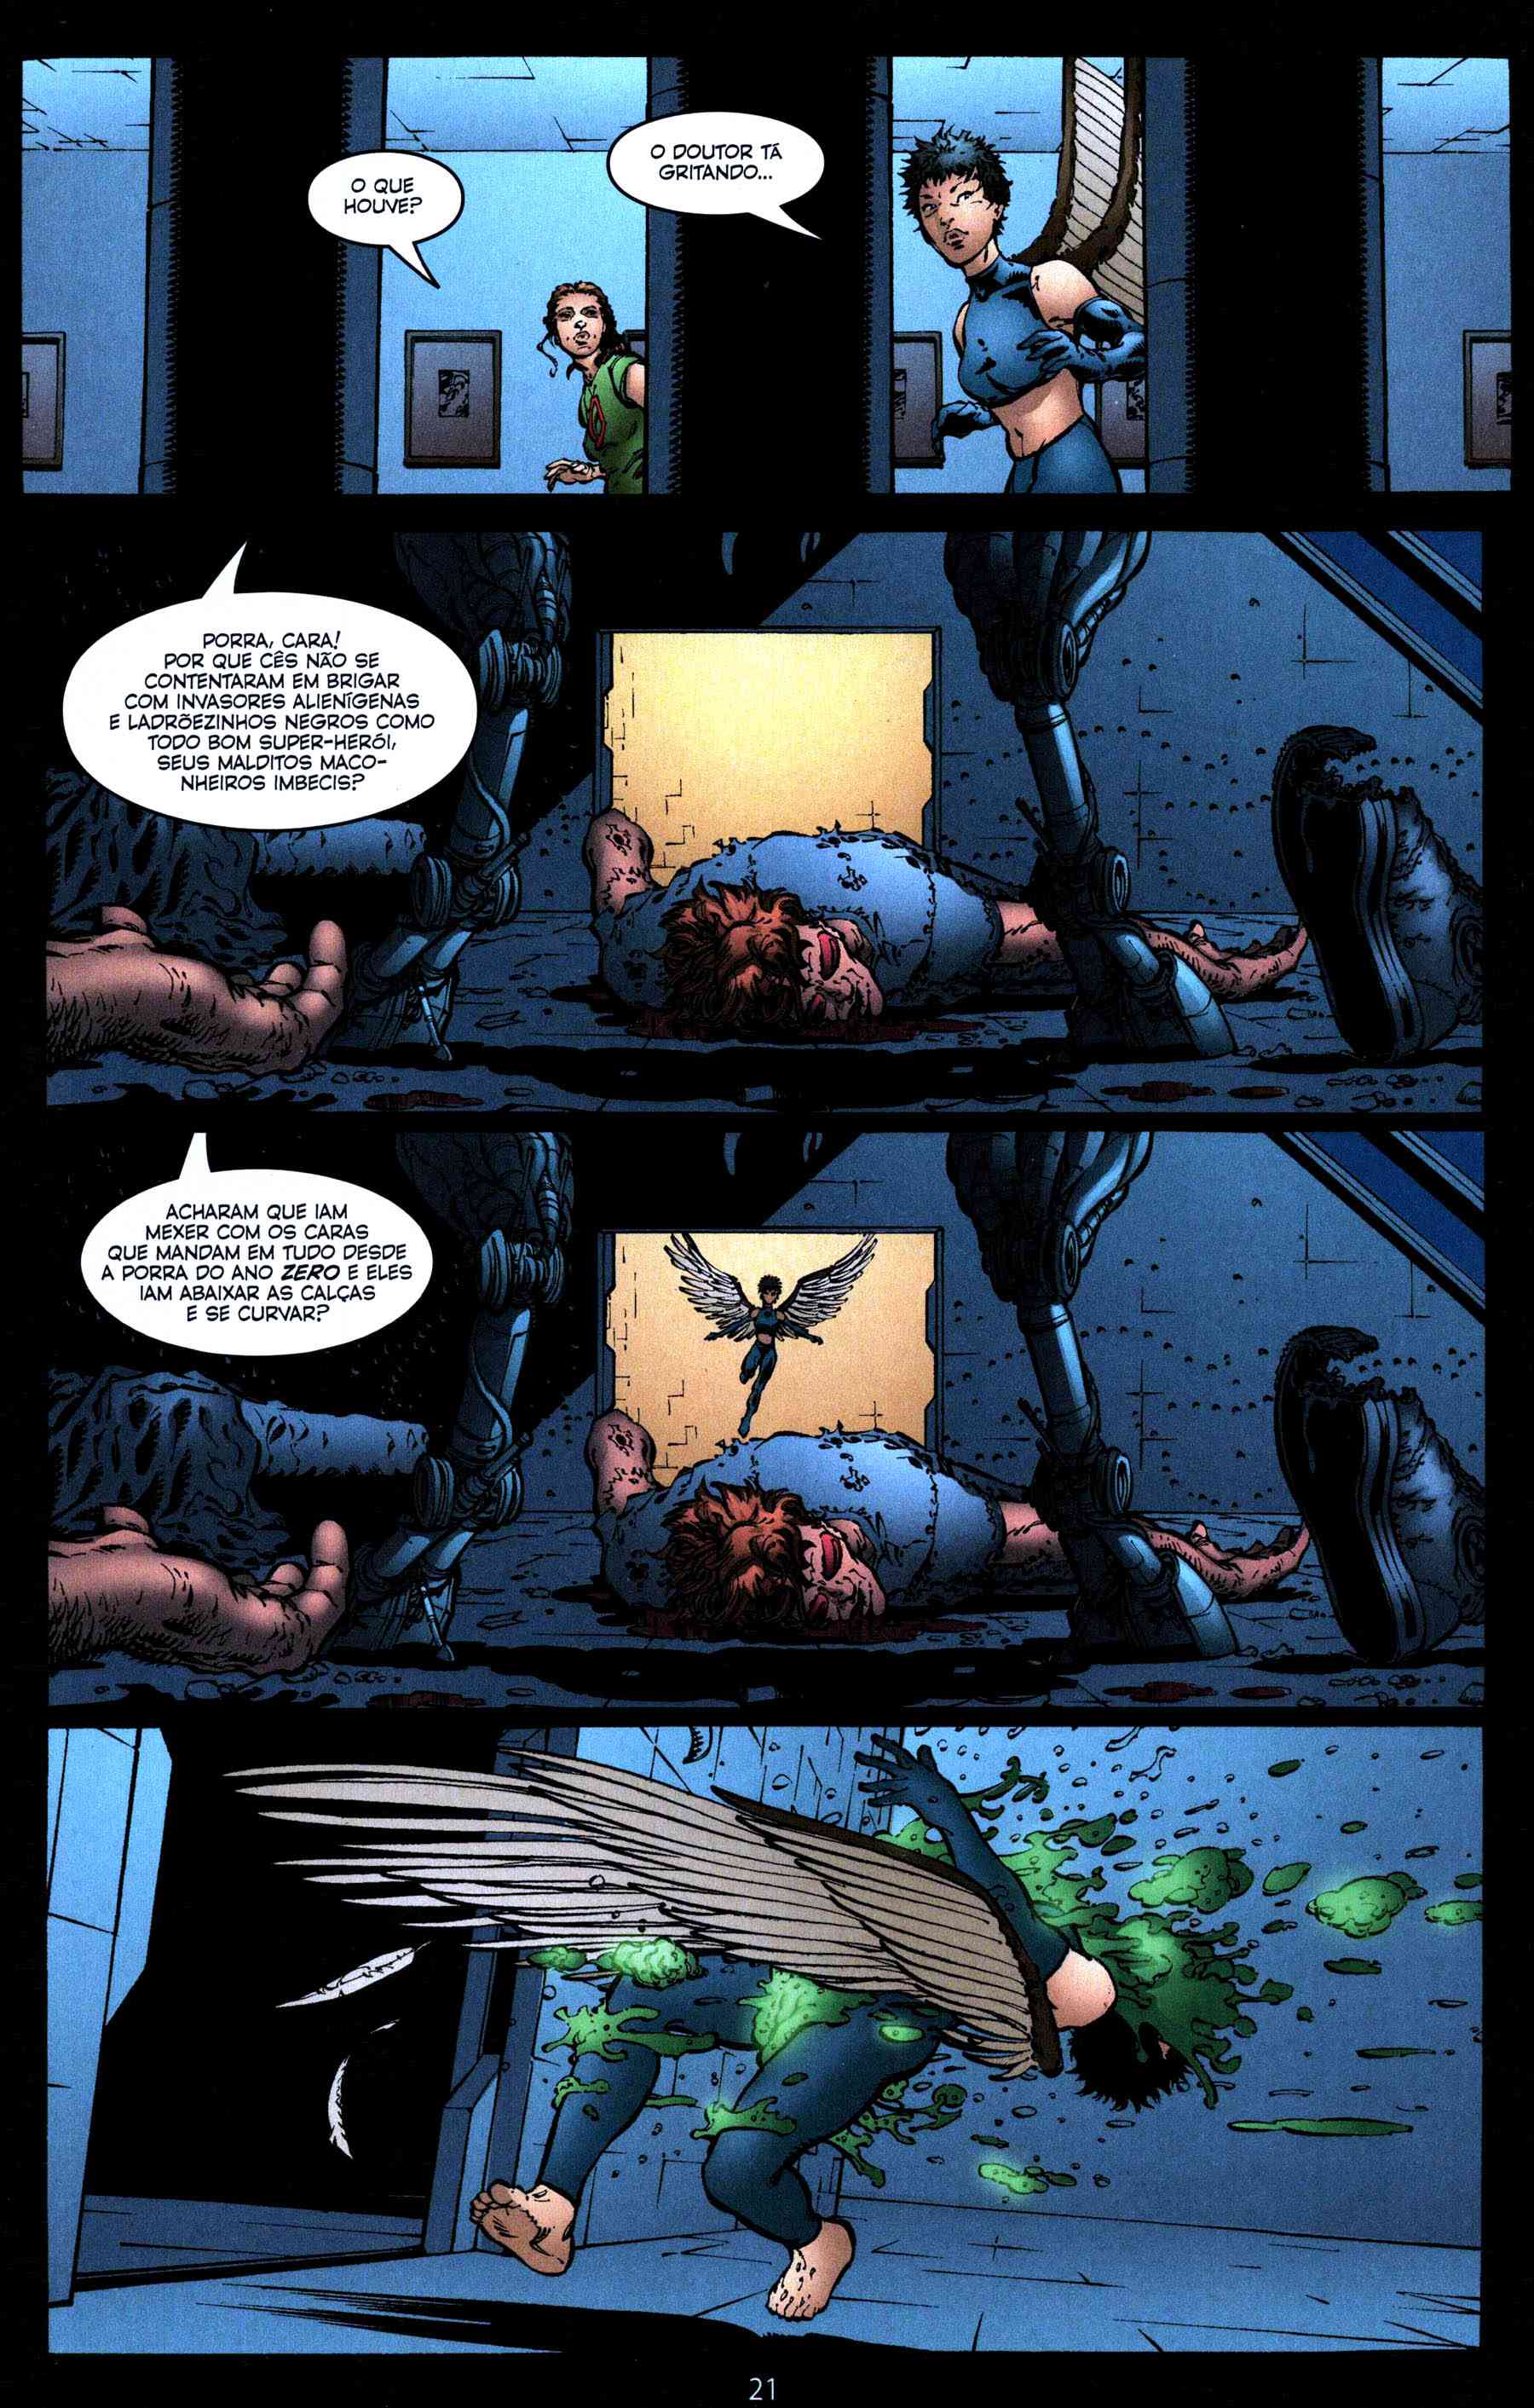 O QUE
HOUVE?
O DOUTOR TÁ
GRITANDO...
PORRA, CARA!
POR QUE CÊS NÃO SE
CONTENTARAM EM BRIGAR
COM INVASORES ALIENÍGENAS
E LADRÕEZINHOS NEGROS COMO
TODO BOM SUPER-HERÓI,
SEUS MALDITOS MACO-
NHEIROS IMBECIS?
ACHARAM QUE IAM
MEXER COM OS CARAS
QUE MANDAM EM TUDO DESDE
A PORRA DO ANO ZERO E ELES
IAM ABAIXAR AS CALÇAS
E SE CURVAR?
21